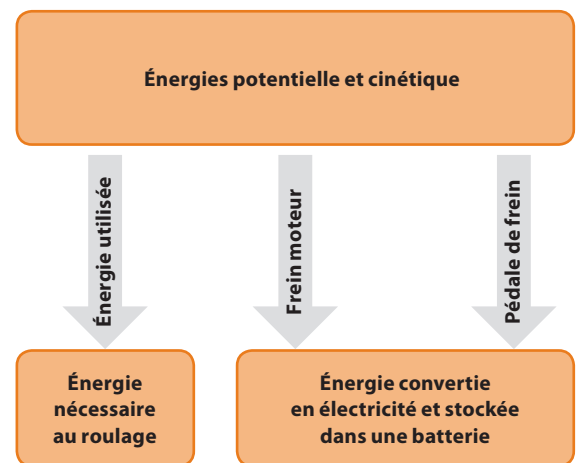 Énergies potentielle et cinétique
Énergie utilisée
Frein moteur
Pédale de frein
Énergie
nécessaire
au roulage
Énergie convertie
en électricité et stockée
dans une batterie